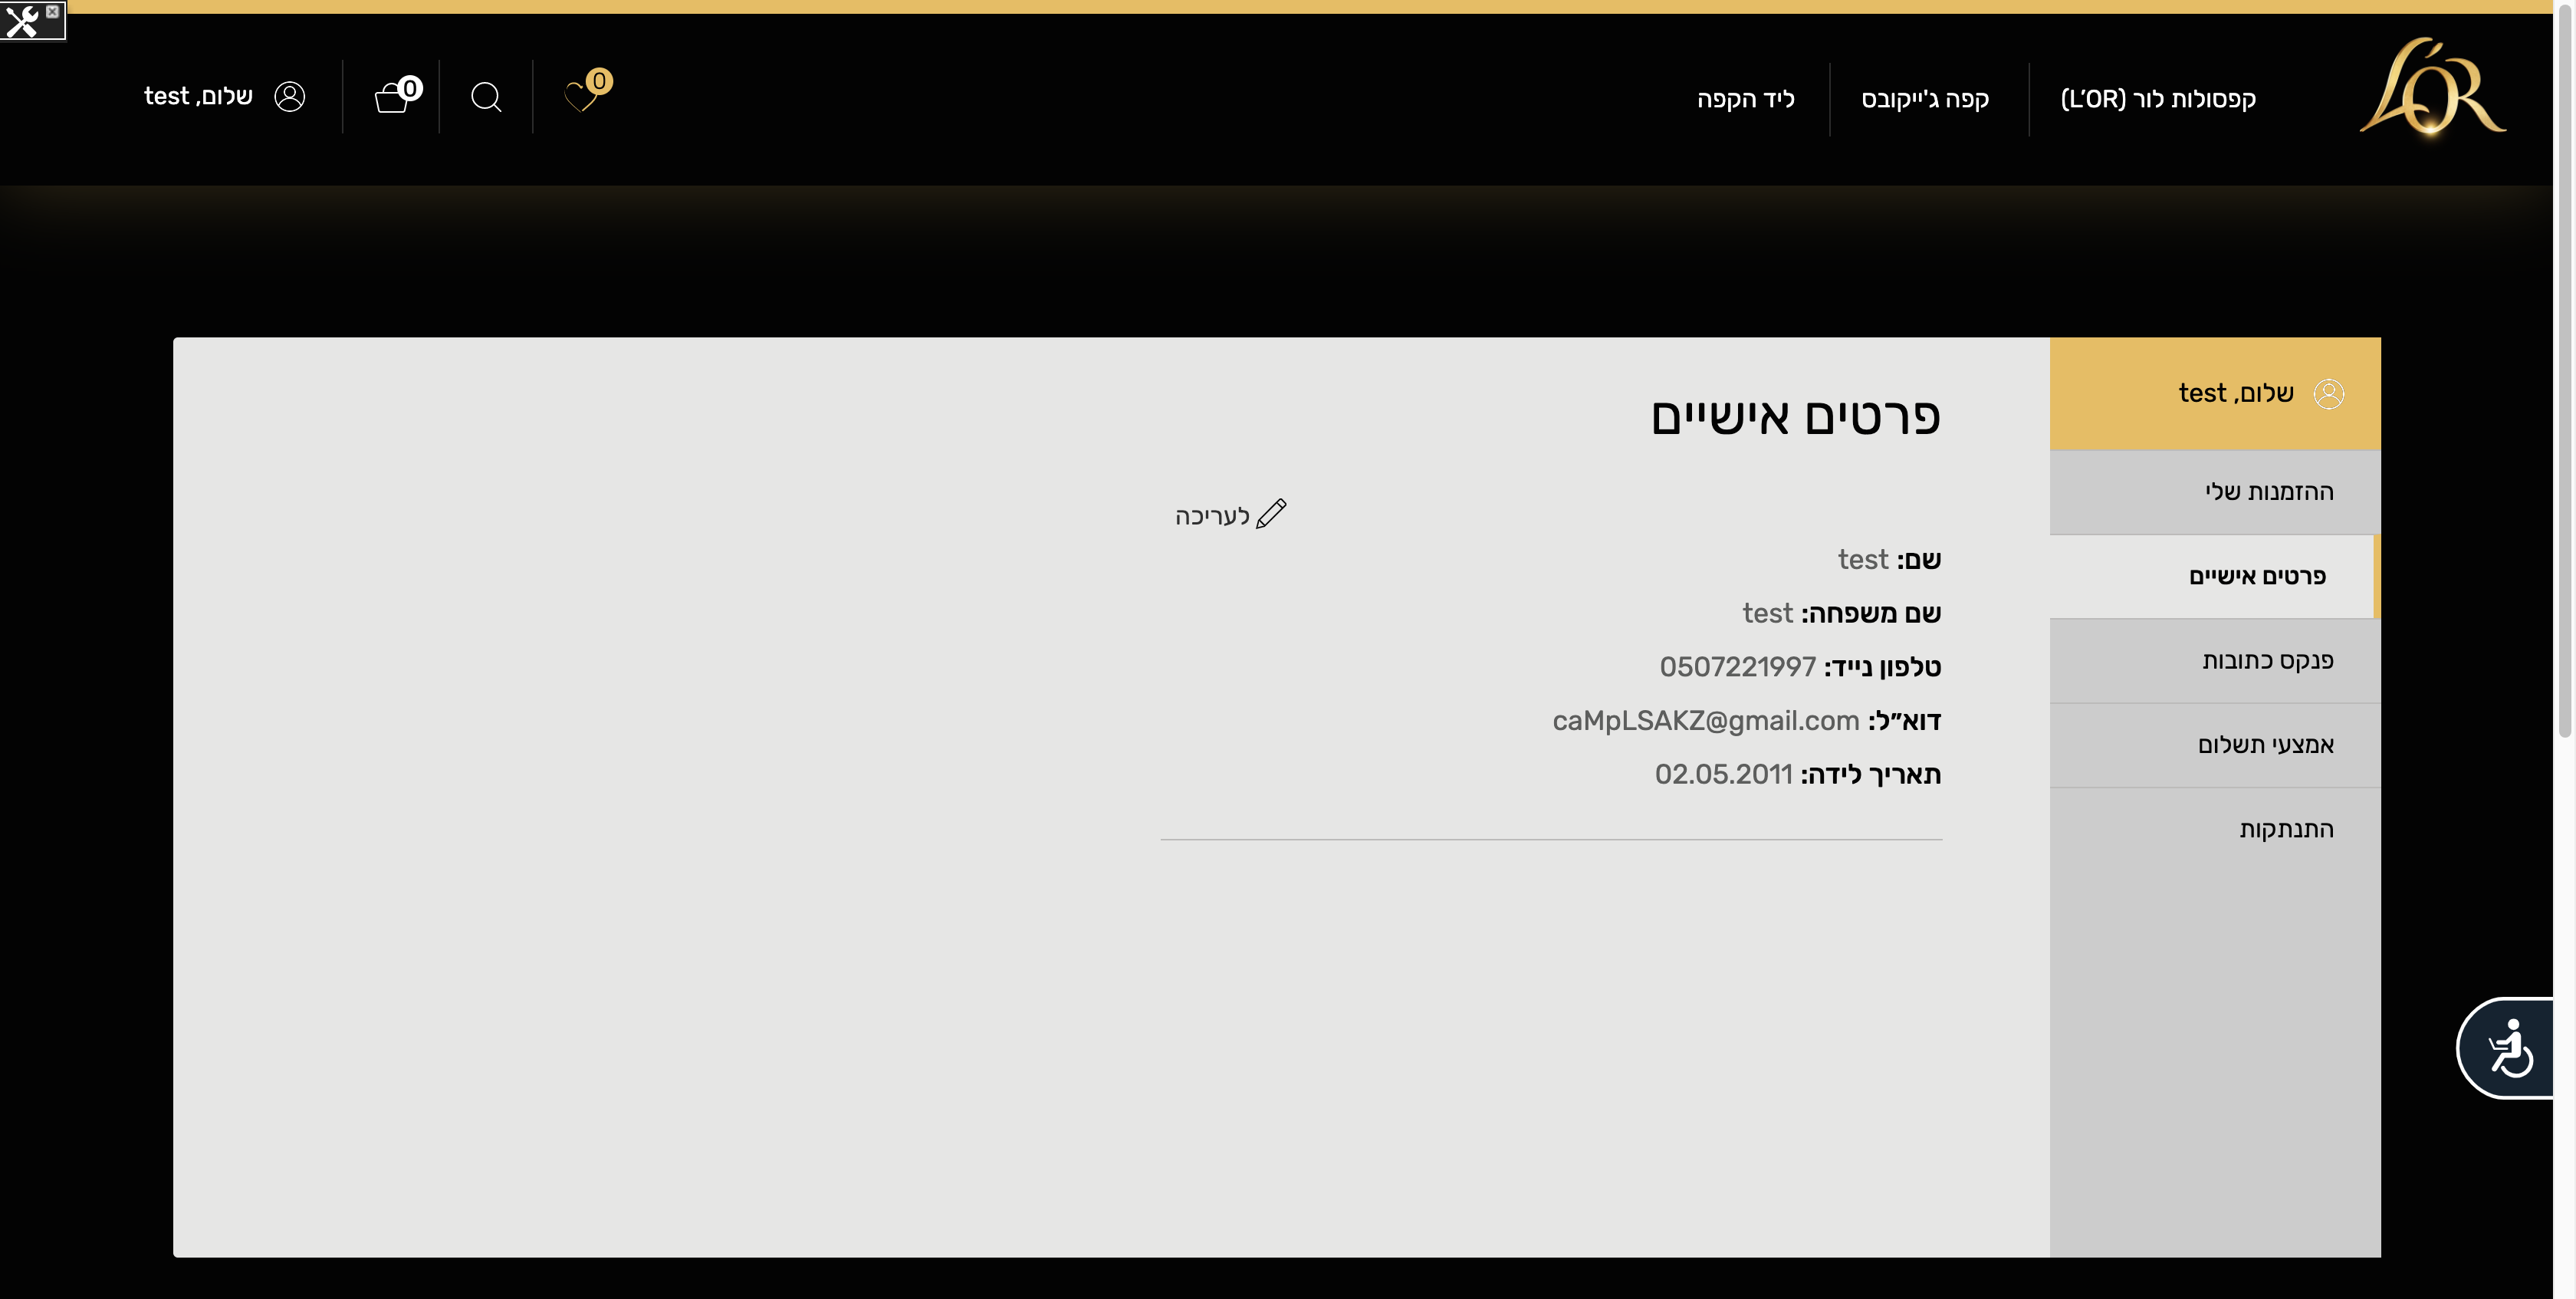 L'OR
קפסולות לור (L'OR)
קפה ג'ייקובס
ליד הקפה
0
0
שלום, test
שלום, test
ההזמנות שלי
פרטים אישיים
פנקס כתובות
אמצעי תשלום
התנתקות
פרטים אישיים
לעריכה
שם: test
שם משפחה: test
טלפון נייד: 0507221997
דוא״ל: caMpLSAKZ@gmail.com
תאריך לידה: 02.05.2011